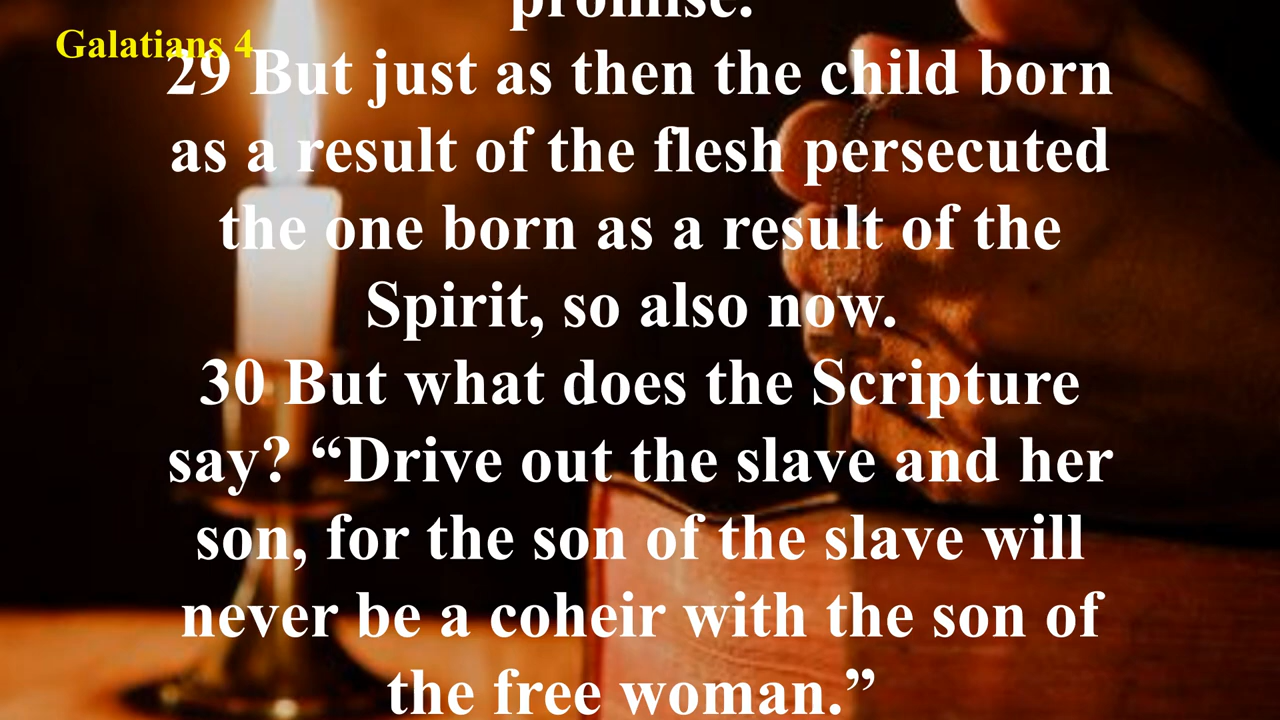 promise.
Galatians 4
29 But just as then the child born
as a result of the flesh persecuted
the one born as a result of the
Spirit, so also now.
30 But what does the Scripture
say? “Drive out the slave and her
son, for the son of the slave will
never be a coheir with the son of
the free woman.”